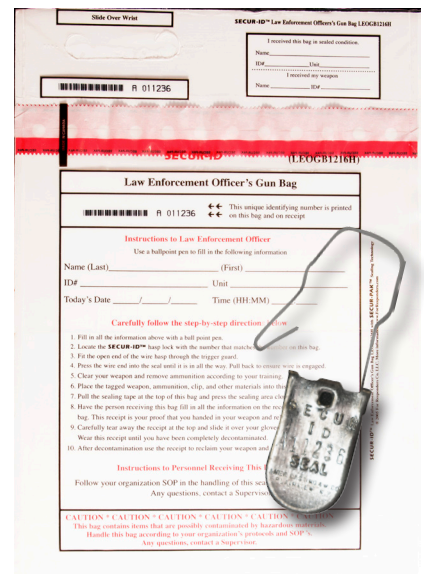 Slide Over Wrist
SECUR-ID™ Law Enforcement Officer's Gun Bag LEOGB1216H
I received this bag in sealed condition.
Name
ID# Unit
I received my weapon
Name ID#
A 011236
SECUR-ID
(LEOGB1216H)
Law Enforcement Officer's Gun Bag
A 011236
←← This unique identifying number is printed
←← on this bag and on receipt
Instructions to Law Enforcement Officer
Use a ballpoint pen to fill in the following information
Name (Last) (First)
ID# Unit
Today's Date / / Time (HH:MM)
Carefully follow the step-by-step direction below
1. Fill in all the information above with a ball point pen.
2. Locate the SECUR-ID™ hasp lock with the number that matches on this bag.
3. Fit the open end of the wire hasp through the trigger guard.
4. Press the wire end into the seal until it is in all the way. Pull back to ensure wire is engaged.
5. Clear your weapon and remove ammunition according to your training.
6. Place the tagged weapon, ammunition, clip, and other materials into
7. Pull the sealing tape at the top of this bag and press the sealing area
8. Have the person receiving this bag fill in all the information on the
bag. This receipt is your proof that you handed in your weapon and
9. Carefully tear away the receipt at the top and slide it over your
Wear this receipt until you have been completely decontaminated.
10. After decontamination use the receipt to reclaim your weapon and
Instructions to Personnel Receiving This
Follow your organization SOP in the handling of this
Any questions, contact a Supervisor
SECU
ID
SEAL
CAUTION * CAUTION * CAUTION * CAUTION * CAUTION * CAUTION
This bag contains items that are possibly contaminated by hazardous materials.
Handle this bag according to your organization's protocols and SOP's.
Any questions, contact a Supervisor.